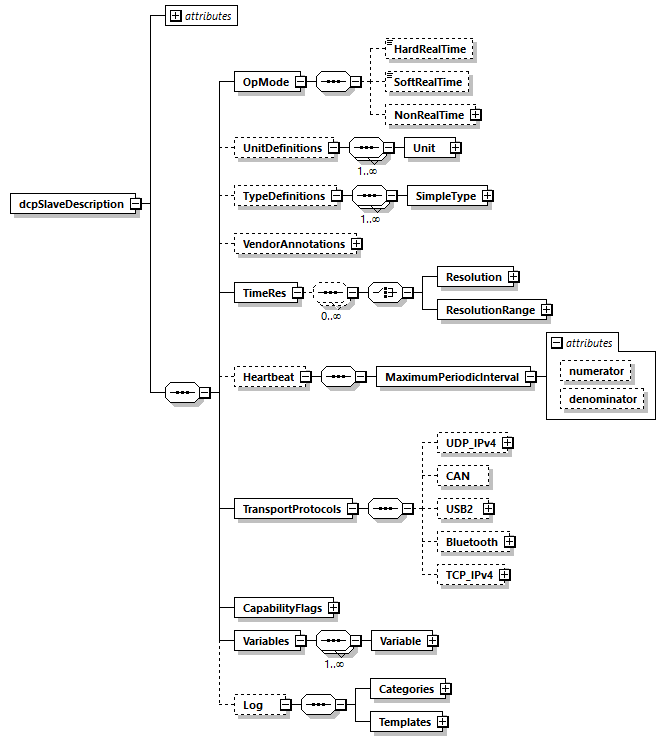 attributes
HardRealTime
OpMode
SoftRealTime
NonRealTime
UnitDefinitions
Unit
1..∞
dcpSlaveDescription
TypeDefinitions
SimpleType
1..∞
VendorAnnotations
TimeRes
0..∞
Resolution
ResolutionRange
Heartbeat
MaximumPeriodicInterval
attributes
numerator
denominator
TransportProtocols
UDP_IPv4
CAN
USB2
Bluetooth
TCP_IPv4
CapabilityFlags
Variables
Variable
1..∞
Log
Categories
Templates